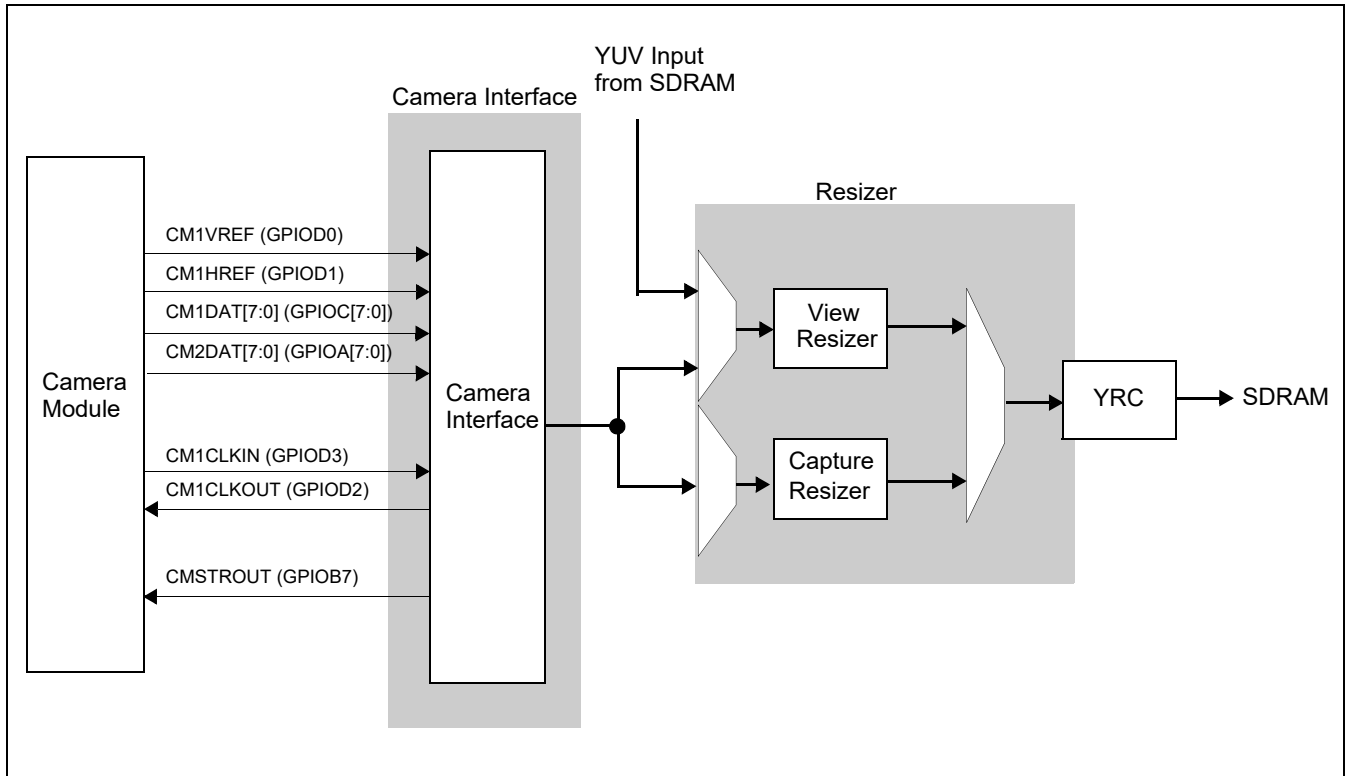 YUV Input
from SDRAM
Camera Interface
Resizer
CM1VREF (GPIOD0)
CM1HREF (GPIOD1)
CM1DAT[7:0] (GPIOC[7:0])
CM2DAT[7:0] (GPIOA[7:0])
Camera
Module
CM1CLKIN (GPIOD3)
CM1CLKOUT (GPIOD2)
CMSTROUT (GPIOB7)
Camera
Interface
View
Resizer
Capture
Resizer
YRC
SDRAM